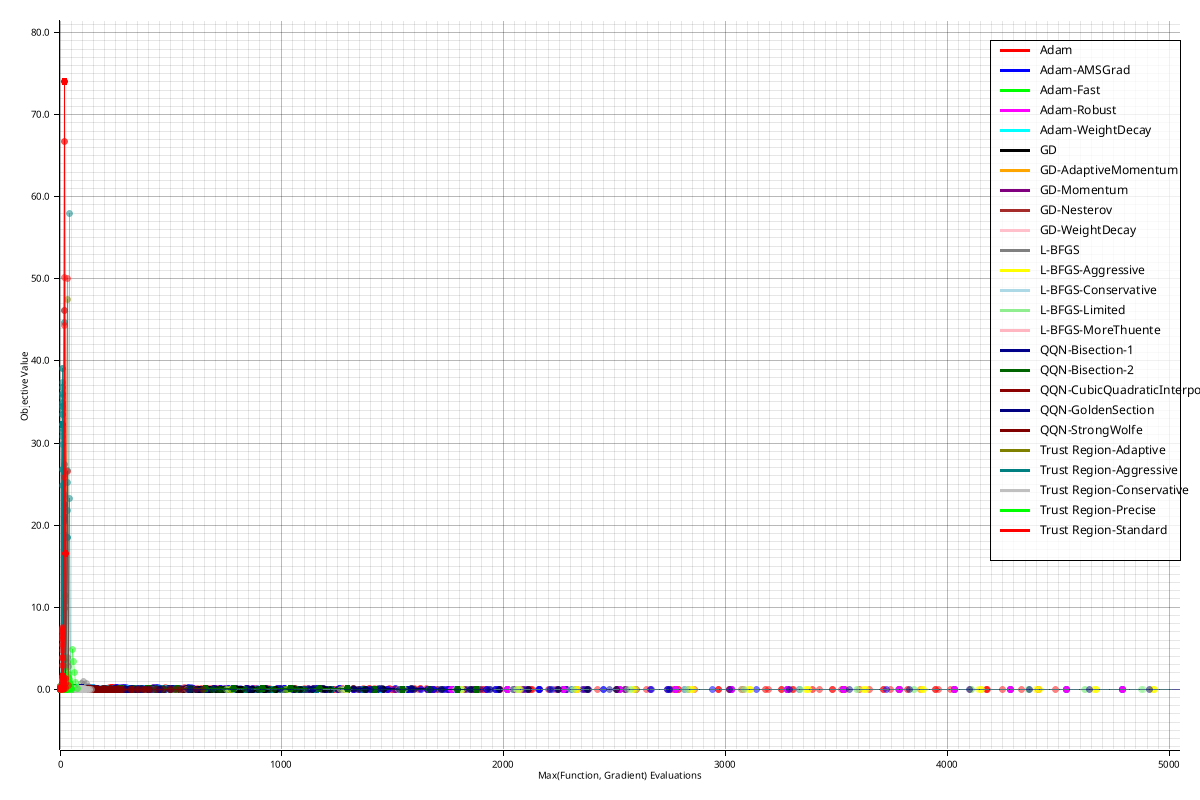 80.0
70.0
60.0
50.0
40.0
30.0
20.0
10.0
0.0
Objective Value
0
1000
2000
3000
4000
5000
Max(Function, Gradient) Evaluations
Adam
Adam-AMSGrad
Adam-Fast
Adam-Robust
Adam-WeightDecay
GD
GD-AdaptiveMomentum
GD-Momentum
GD-Nesterov
GD-WeightDecay
L-BFGS
L-BFGS-Aggressive
L-BFGS-Conservative
L-BFGS-Limited
L-BFGS-MoreThuente
QQN-Bisection-1
QQN-Bisection-2
QQN-CubicQuadraticInterpo
QQN-GoldenSection
QQN-StrongWolfe
Trust Region-Adaptive
Trust Region-Aggressive
Trust Region-Conservative
Trust Region-Precise
Trust Region-Standard